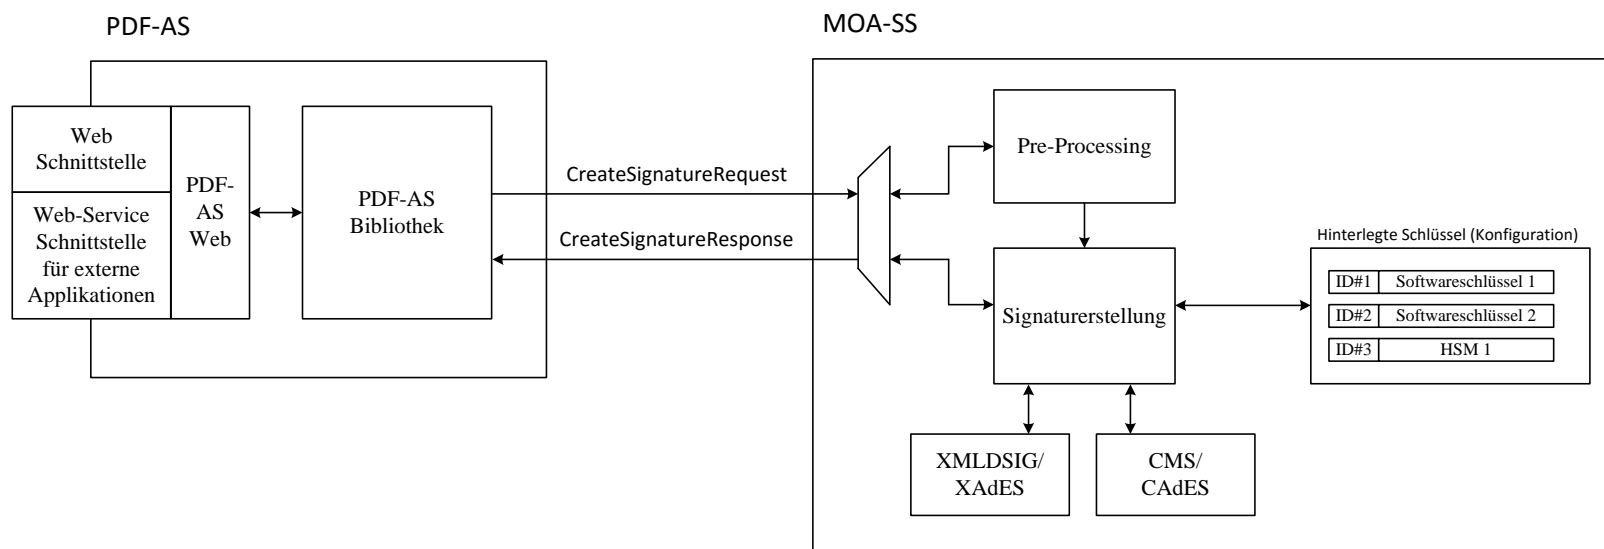 PDF-AS
MOA-SS
Web
Schnittstelle
Web-Service
Schnittstelle
für externe
Applikationen
PDF-
AS
Web
PDF-AS
Bibliothek
CreateSignatureRequest
CreateSignatureResponse
Pre-Processing
Signaturerstellung
Hinterlegte Schlüssel (Konfiguration)
ID#1 Softwareschlüssel 1
ID#2 Softwareschlüssel 2
ID#3 HSM 1
XMLDSIG/
XAdES
CMS/
CAdES